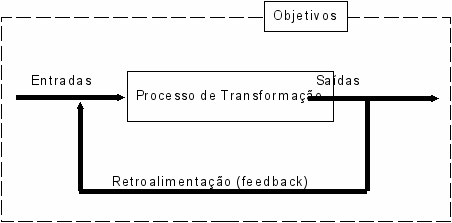 Objetivos
Entradas
Saídas
Processo de Transformação
Retroalimentação (feedback)